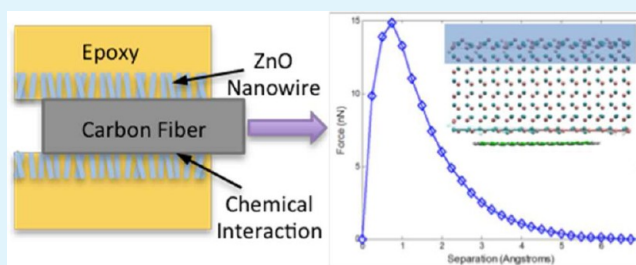 Epoxy
ZnO
Nanowire
Carbon Fiber
Chemical
Interaction
Force (nN)
15
10
5
0
0 1 2 3 4 5 6
Separation (Angstroms)